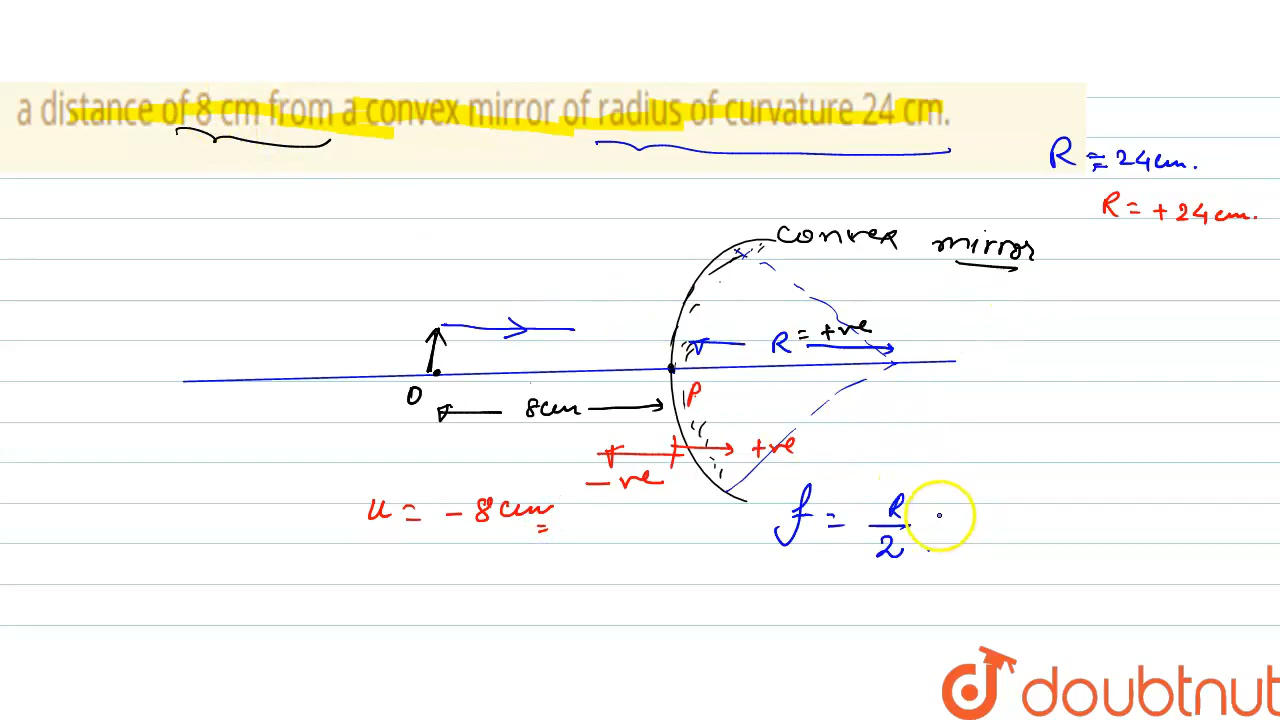 a distance of 8 cm from a convex mirror of radius of curvature 24 cm.
R = 24cm.
R = + 24cm.
convex mirror
R = +ve
O
8cm
P
+ve
- ve
u = - 8cm
f = R/2
doubtnut